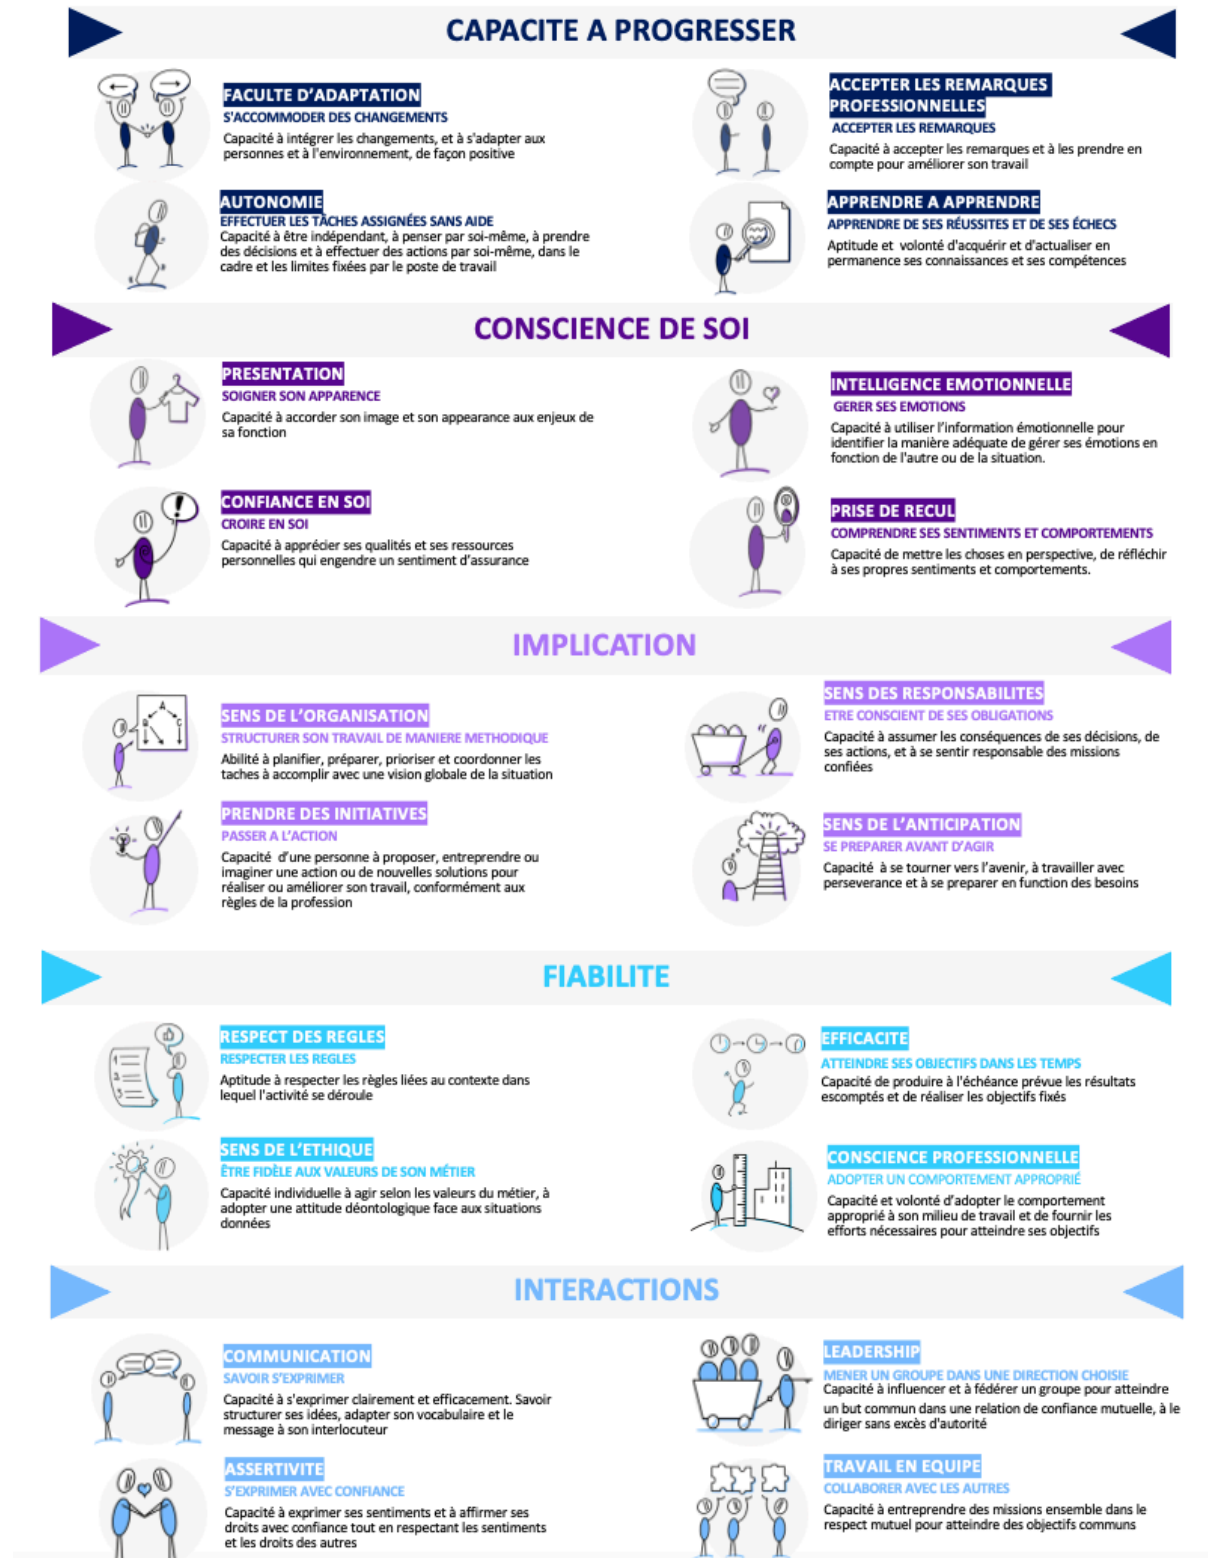 CAPACITE A PROGRESSER
FACULTE D'ADAPTATION
S'ACCOMMODER DES CHANGEMENTS
Capacité à intégrer les changements, et à s'adapter aux
personnes et à l'environnement, de façon positive
ACCEPTER LES REMARQUES
PROFESSIONNELLES
ACCEPTER LES REMARQUES
Capacité à accepter les remarques et à les prendre en
compte pour améliorer son travail
AUTONOMIE
EFFECTUER LES TÂCHES ASSIGNÉES SANS AIDE
Capacité à être indépendant, à penser par soi-même, à prendre
des décisions et à effectuer des actions par soi-même, dans le
cadre et les limites fixées par le poste de travail
APPRENDRE A APPRENDRE
APPRENDRE DE SES RÉUSSITES ET DE SES ÉCHECS
Aptitude et volonté d'acquérir et d'actualiser en
permanence ses connaissances et ses compétences
CONSCIENCE DE SOI
PRESENTATION
SOIGNER SON APPARENCE
Capacité à accorder son image et son appearance aux enjeux de
sa fonction
INTELLIGENCE EMOTIONNELLE
GERER SES EMOTIONS
Capacité à utiliser l'information émotionnelle pour
identifier la manière adéquate de gérer ses émotions en
fonction de l'autre ou de la situation.
CONFIANCE EN SOI
CROIRE EN SOI
Capacité à apprécier ses qualités et ses ressources
personnelles qui engendre un sentiment d'assurance
PRISE DE RECUL
COMPRENDRE SES SENTIMENTS ET COMPORTEMENTS
Capacité de mettre les choses en perspective, de réfléchir
à ses propres sentiments et comportements.
IMPLICATION
A
B C
SENS DE L'ORGANISATION
STRUCTURER SON TRAVAIL DE MANIERE METHODIQUE
Abilité à planifier, préparer, prioriser et coordonner les
taches à accomplir avec une vision globale de la situation
SENS DES RESPONSABILITES
ETRE CONSCIENT DE SES OBLIGATIONS
Capacité à assumer les conséquences de ses décisions, de
ses actions, et à se sentir responsable des missions
confiées
PRENDRE DES INITIATIVES
PASSER A L'ACTION
Capacité d'une personne à proposer, entreprendre ou
imaginer une action ou de nouvelles solutions pour
réaliser ou améliorer son travail, conformément aux
règles de la profession
SENS DE L'ANTICIPATION
SE PREPARER AVANT D'AGIR
Capacité à se tourner vers l'avenir, à travailler avec
perseverance et à se preparer en function des besoins
FIABILITE
1
2
3
RESPECT DES REGLES
RESPECTER LES REGLES
Aptitude à respecter les règles liées au contexte dans
lequel l'activité se déroule
EFFICACITE
ATTEINDRE SES OBJECTIFS DANS LES TEMPS
Capacité de produire à l'échéance prévue les résultats
escomptés et de réaliser les objectifs fixés
SENS DE L'ETHIQUE
ÊTRE FIDÈLE AUX VALEURS DE SON MÉTIER
Capacité individuelle à agir selon les valeurs du métier, à
adopter une attitude déontologique face aux situations
données
CONSCIENCE PROFESSIONNELLE
ADOPTER UN COMPORTEMENT APPROPRIÉ
Capacité et volonté d'adopter le comportement
approprié à son milieu de travail et de fournir les
efforts nécessaires pour atteindre ses objectifs
INTERACTIONS
COMMUNICATION
SAVOIR S'EXPRIMER
Capacité à s'exprimer clairement et efficacement. Savoir
structurer ses idées, adapter son vocabulaire et le
message à son interlocuteur
LEADERSHIP
MENER UN GROUPE DANS UNE DIRECTION CHOISIE
Capacité à influencer et à fédérer un groupe pour atteindre
un but commun dans une relation de confiance mutuelle, à le
diriger sans excès d'autorité
ASSERTIVITE
S'EXPRIMER AVEC CONFIANCE
Capacité à exprimer ses sentiments et à affirmer ses
droits avec confiance tout en respectant les sentiments
et les droits des autres
TRAVAIL EN EQUIPE
COLLABORER AVEC LES AUTRES
Capacité à entreprendre des missions ensemble dans le
respect mutuel pour atteindre des objectifs communs